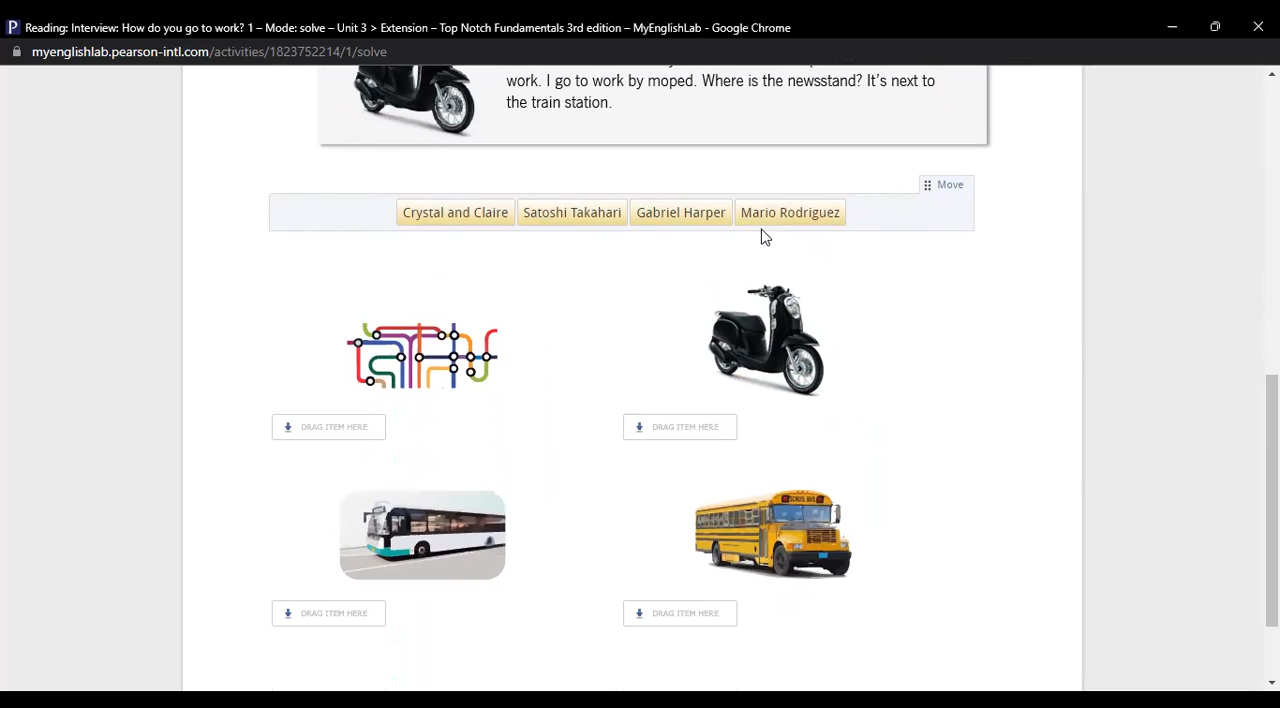 Reading: Interview: How do you go to work? 1 – Mode: solve – Unit 3 > Extension – Top Notch Fundamentals 3rd edition – MyEnglishLab - Google Chrome
myenglishlab.pearson-intl.com/activities/1823752214/1/solve
work. I go to work by moped. Where is the newsstand? It's next to
the train station.
Move
Crystal and Claire Satoshi Takahari Gabriel Harper Mario Rodriguez
DRAG ITEM HERE DRAG ITEM HERE
SCHOOL BUS
DRAG ITEM HERE DRAG ITEM HERE